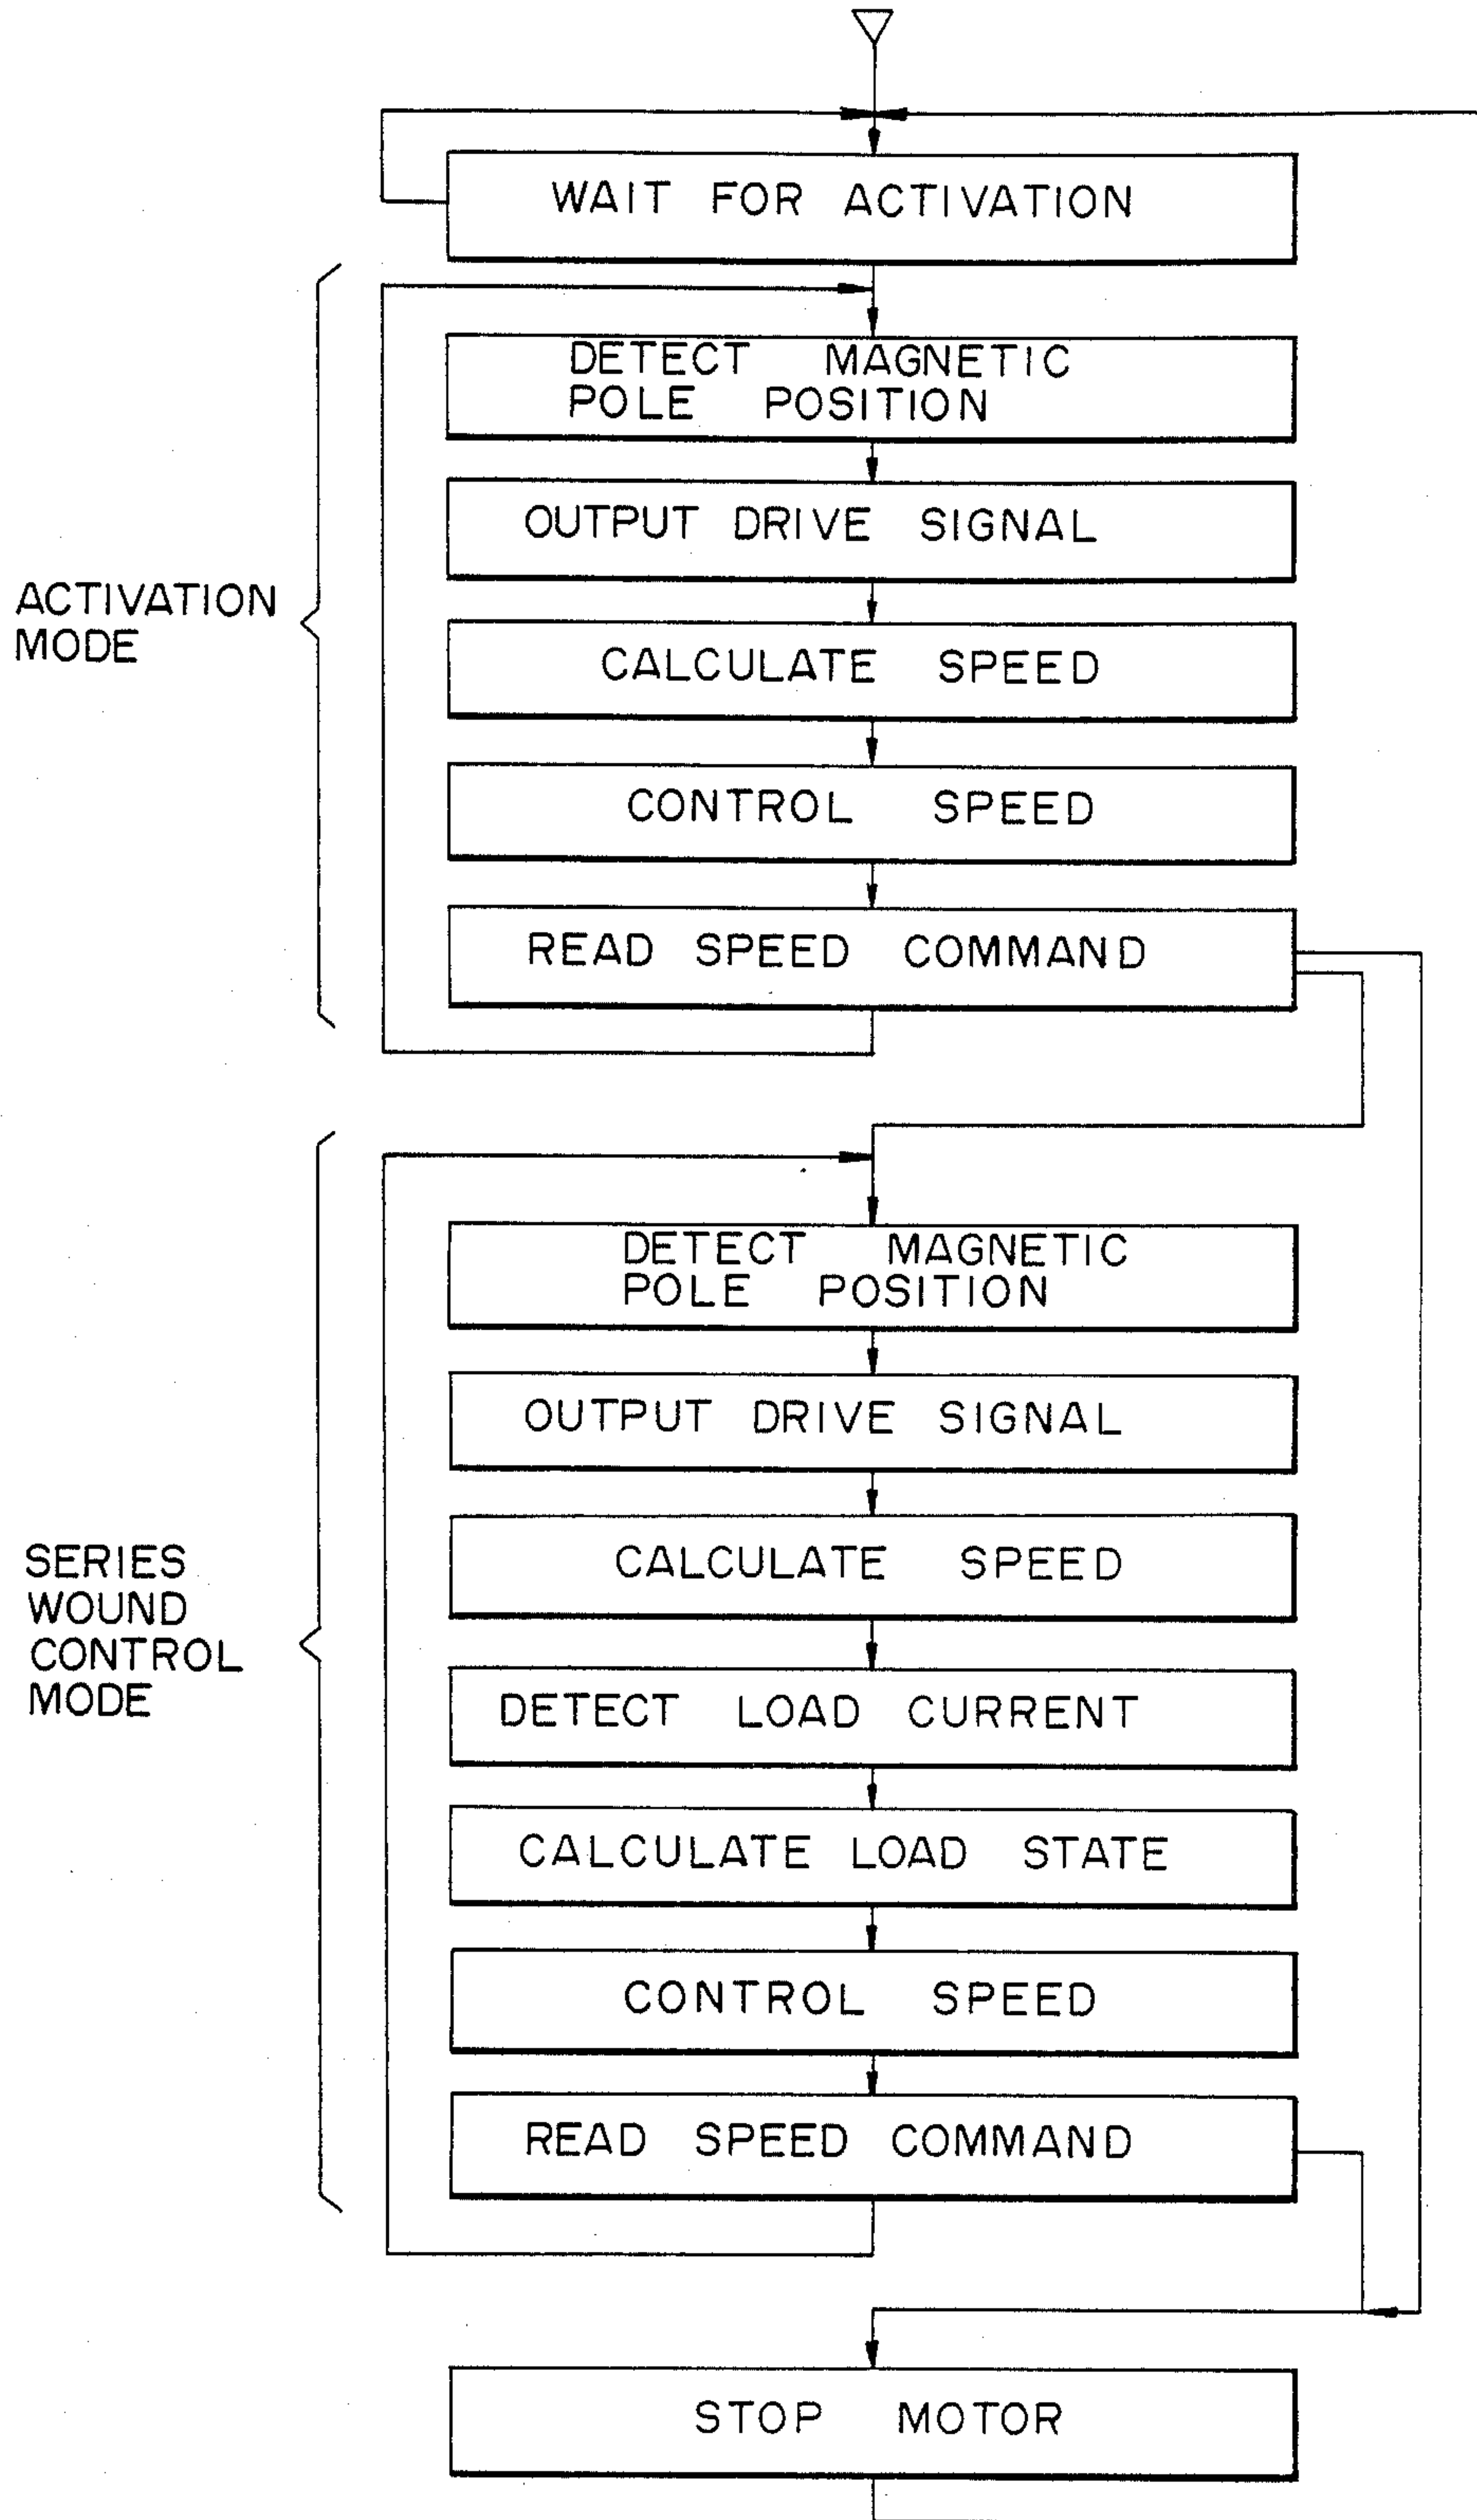 WAIT FOR ACTIVATION
DETECT MAGNETIC
POLE POSITION
OUTPUT DRIVE SIGNAL
CALCULATE SPEED
CONTROL SPEED
READ SPEED COMMAND
ACTIVATION
MODE
DETECT MAGNETIC
POLE POSITION
OUTPUT DRIVE SIGNAL
CALCULATE SPEED
DETECT LOAD CURRENT
CALCULATE LOAD STATE
CONTROL SPEED
READ SPEED COMMAND
SERIES
WOUND
CONTROL
MODE
STOP MOTOR